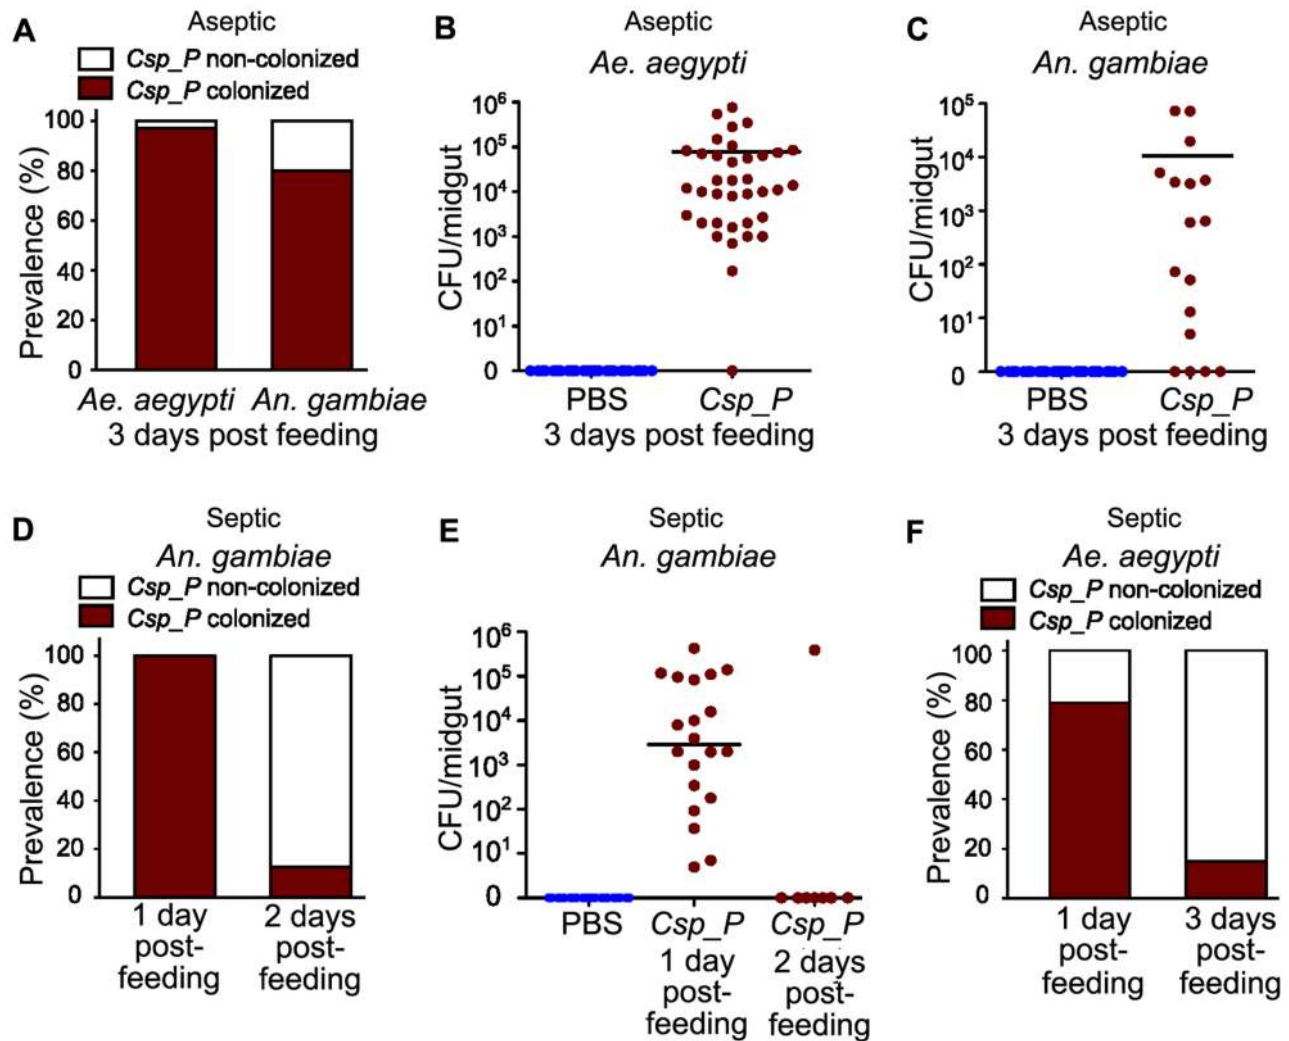 A
Aseptic
Csp_P non-colonized
Csp_P colonized
Prevalence (%)
100
80
60
40
20
0
Ae. aegypti An. gambiae
3 days post feeding
B
Aseptic
Ae. aegypti
CFU/midgut
10⁶
10⁵
10⁴
10³
10²
10¹
0
PBS Csp_P
3 days post feeding
C
Aseptic
An. gambiae
CFU/midgut
10⁵
10⁴
10³
10²
10¹
0
PBS Csp_P
3 days post feeding
D
Septic
An. gambiae
Csp_P non-colonized
Csp_P colonized
Prevalence (%)
100
80
60
40
20
0
1 day 2 days
post- post-
feeding feeding
E
Septic
An. gambiae
CFU/midgut
10⁶
10⁵
10⁴
10³
10²
10¹
0
PBS Csp_P Csp_P
1 day 2 days
post- post-
feeding feeding
F
Septic
Ae. aegypti
Csp_P non-colonized
Csp_P colonized
Prevalence (%)
100
80
60
40
20
0
1 day 3 days
post- post-
feeding feeding